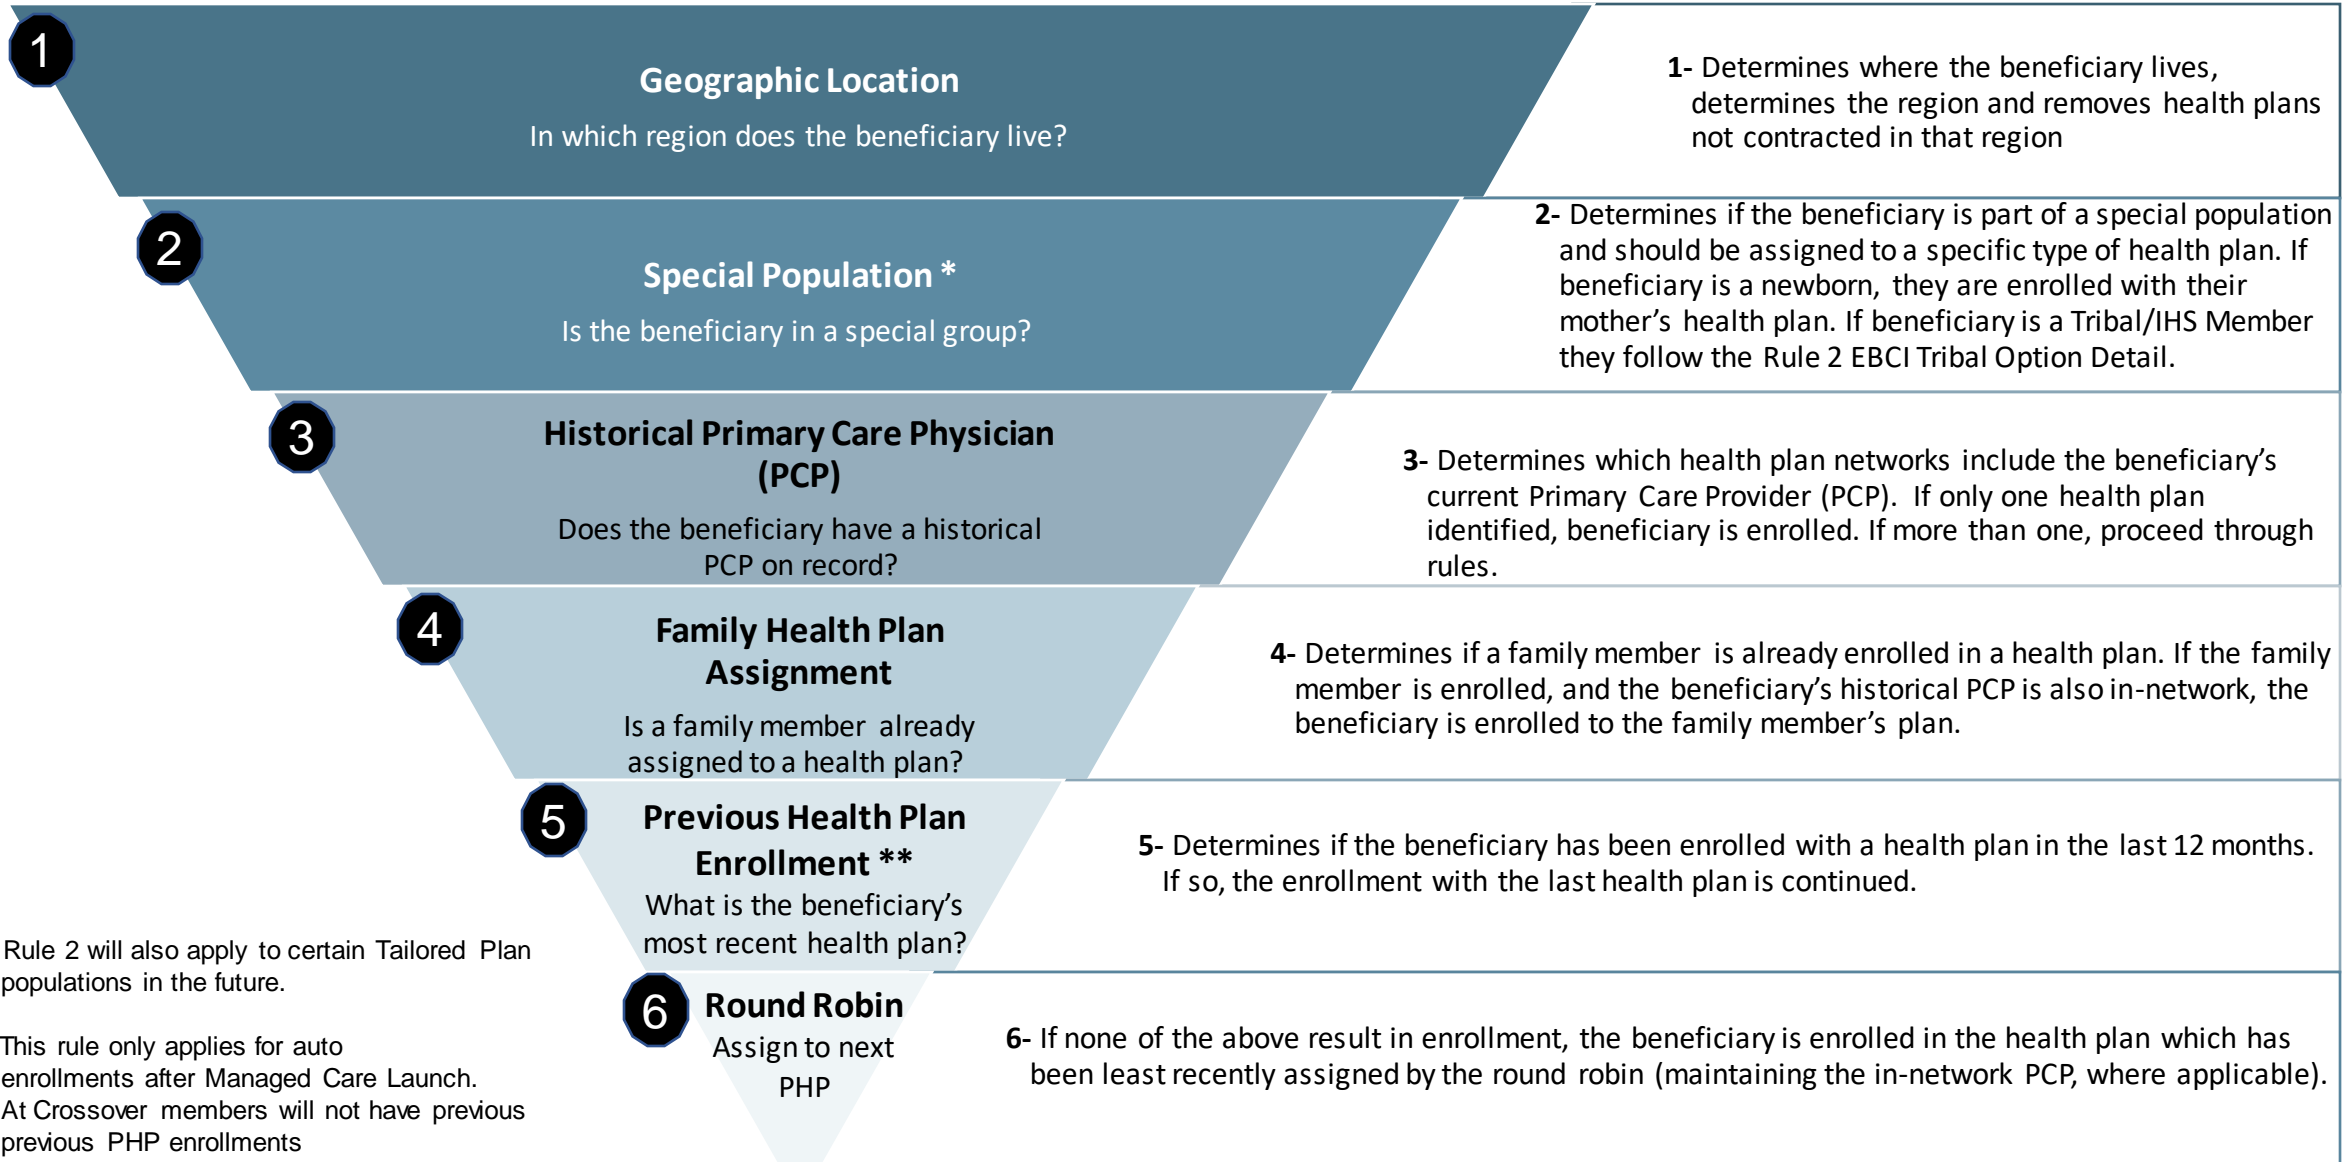 1
Geographic Location
In which region does the beneficiary live?
1- Determines where the beneficiary lives,
determines the region and removes health plans
not contracted in that region
2
Special Population *
Is the beneficiary in a special group?
2- Determines if the beneficiary is part of a special population
and should be assigned to a specific type of health plan. If
beneficiary is a newborn, they are enrolled with their
mother's health plan. If beneficiary is a Tribal/IHS Member
they follow the Rule 2 EBCI Tribal Option Detail.
3
Historical Primary Care Physician
(PCP)
Does the beneficiary have a historical
PCP on record?
3- Determines which health plan networks include the beneficiary's
current Primary Care Provider (PCP). If only one health plan
identified, beneficiary is enrolled. If more than one, proceed through
rules.
4
Family Health Plan
Assignment
Is a family member already
assigned to a health plan?
4- Determines if a family member is already enrolled in a health plan. If the family
member is enrolled, and the beneficiary's historical PCP is also in-network, the
beneficiary is enrolled to the family member's plan.
5
Previous Health Plan
Enrollment **
What is the beneficiary's
most recent health plan?
5- Determines if the beneficiary has been enrolled with a health plan in the last 12 months.
If so, the enrollment with the last health plan is continued.
6
Round Robin
Assign to next
PHP
6- If none of the above result in enrollment, the beneficiary is enrolled in the health plan which has
been least recently assigned by the round robin (maintaining the in-network PCP, where applicable).
Rule 2 will also apply to certain Tailored Plan
populations in the future.
This rule only applies for auto
enrollments after Managed Care Launch.
At Crossover members will not have previous
previous PHP enrollments